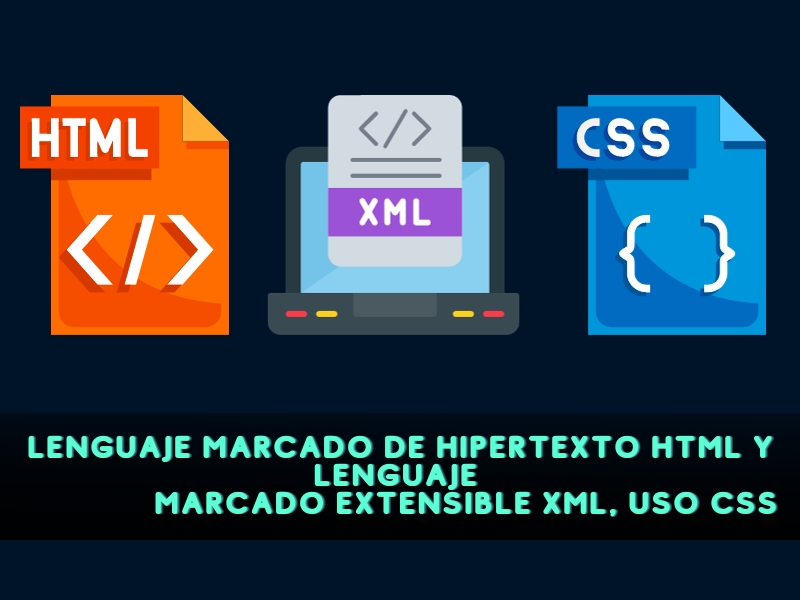 HTML
</>
</>
XML
CSS
{ }
LENGUAJE MARCADO DE HIPERTEXTO HTML Y
LENGUAJE
MARCADO EXTENSIBLE XML, USO CSS